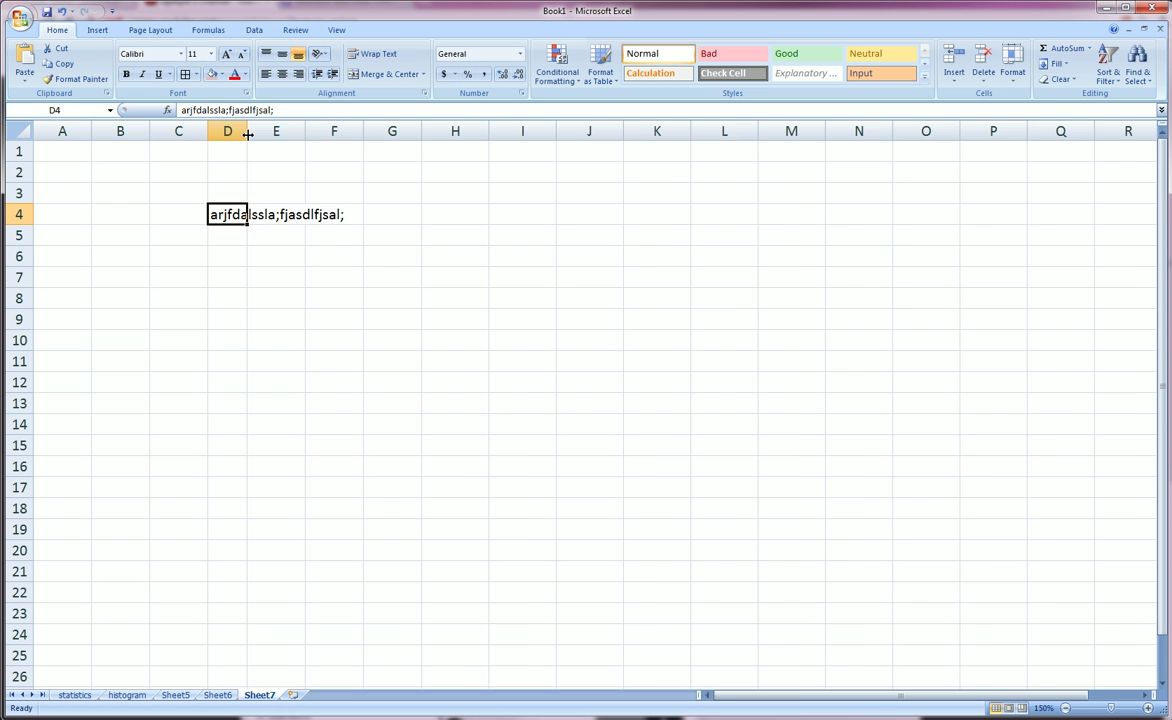 Book1 - Microsoft Excel
Home Insert Page Layout Formulas Data Review View
Paste Cut Copy Format Painter
Calibri 11 A A
B I U A
Wrap Text
Merge & Center
General
$ % ,
Conditional Formatting Format as Table
Normal Bad Good Neutral
Calculation Check Cell Explanatory ... Input
Insert Delete Format
Σ AutoSum Fill Clear
Sort & Filter Find & Select
Clipboard Font Alignment Number Styles Cells Editing
D4 fx arjfdalssla;fjasdlfjsal;
A B C D E F G H I J K L M N O P Q R
1
2
3
4 arjfdalssla;fjasdlfjsal;
5
6
7
8
9
10
11
12
13
14
15
16
17
18
19
20
21
22
23
24
25
26
statistics histogram Sheet5 Sheet6 Sheet7
Ready 150%